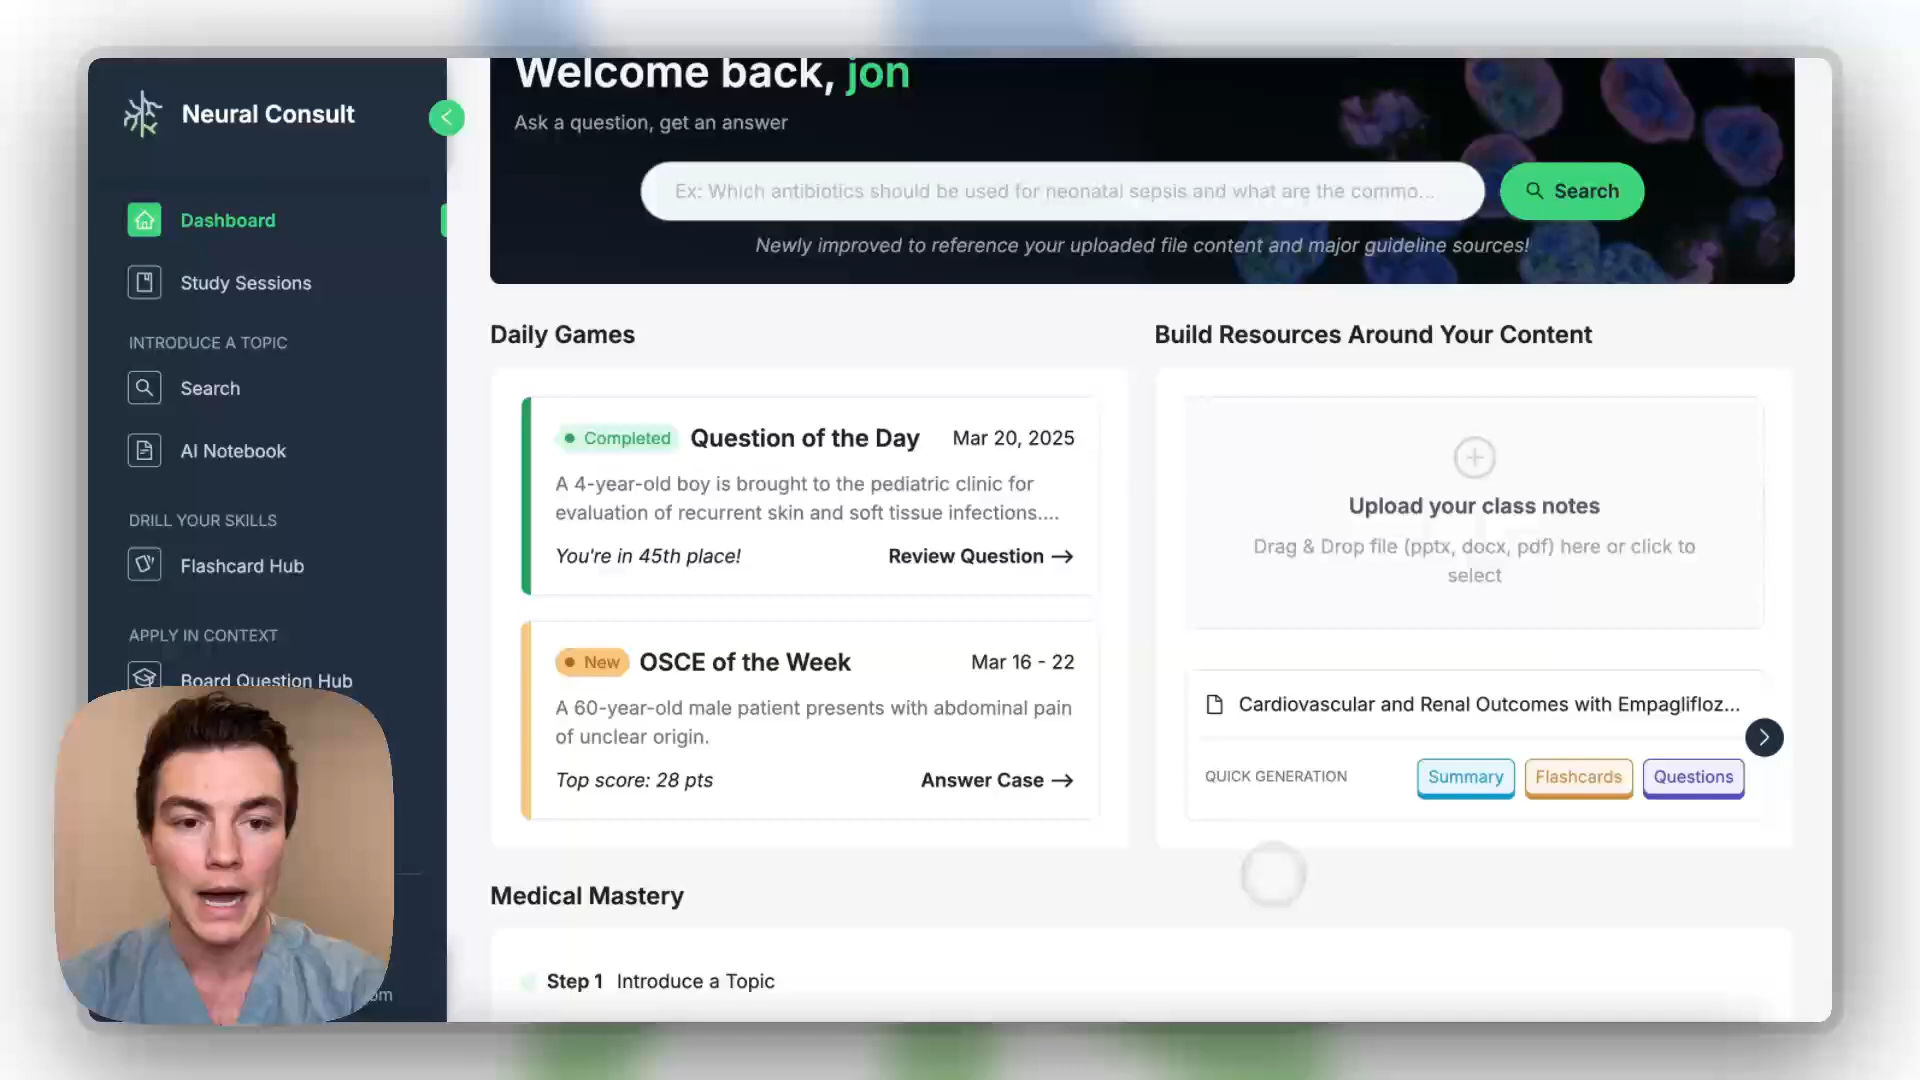 Neural Consult
Dashboard
Study Sessions
INTRODUCE A TOPIC
Search
AI Notebook
DRILL YOUR SKILLS
Flashcard Hub
APPLY IN CONTEXT
Board Question Hub
om
Welcome back, jon
Ask a question, get an answer
Ex: Which antibiotics should be used for neonatal sepsis and what are the commo...
Search
Newly improved to reference your uploaded file content and major guideline sources!
Daily Games
Completed Question of the Day Mar 20, 2025
A 4-year-old boy is brought to the pediatric clinic for
evaluation of recurrent skin and soft tissue infections....
You're in 45th place! Review Question →
New OSCE of the Week Mar 16 - 22
A 60-year-old male patient presents with abdominal pain
of unclear origin.
Top score: 28 pts Answer Case →
Build Resources Around Your Content
Upload your class notes
Drag & Drop file (pptx, docx, pdf) here or click to
select
Cardiovascular and Renal Outcomes with Empaglifloz...
QUICK GENERATION Summary Flashcards Questions
Medical Mastery
Step 1 Introduce a Topic